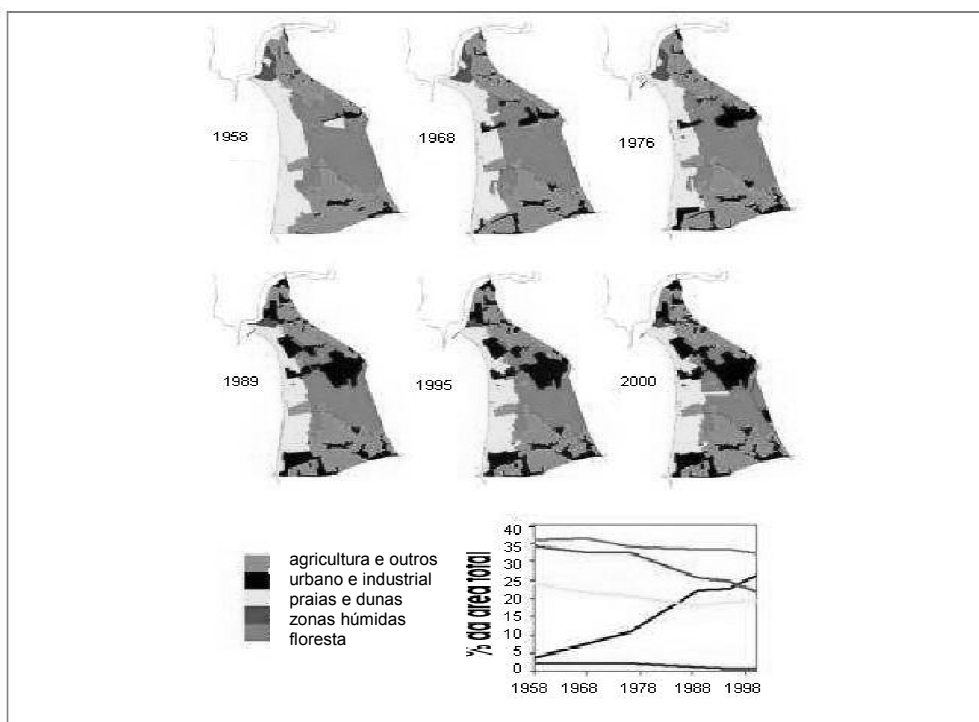 1958
1968
1976
1989
1995
2000
agricultura e outros
urbano e industrial
praias e dunas
zonas húmidas
floresta
% da area total
40
35
30
25
20
15
10
5
0
1958 1968 1978 1988 1998